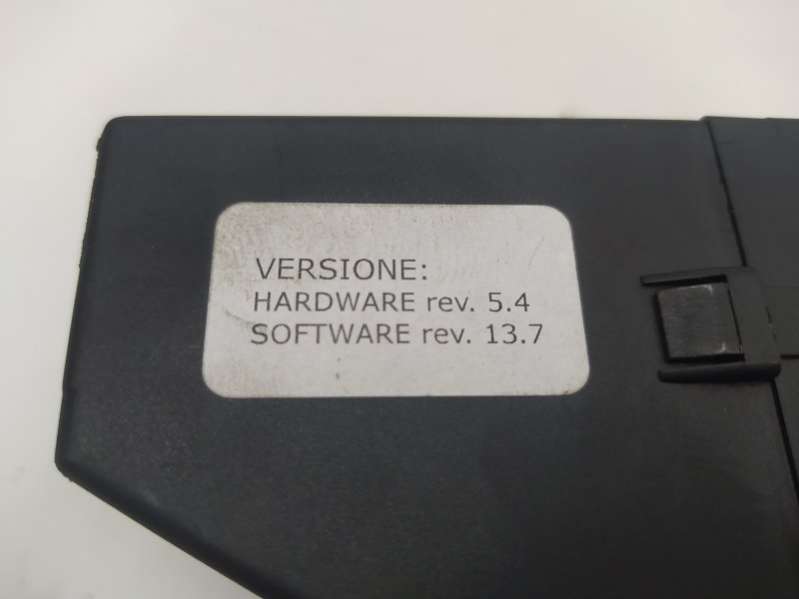 VERSIONE:
HARDWARE rev. 5.4
SOFTWARE rev. 13.7